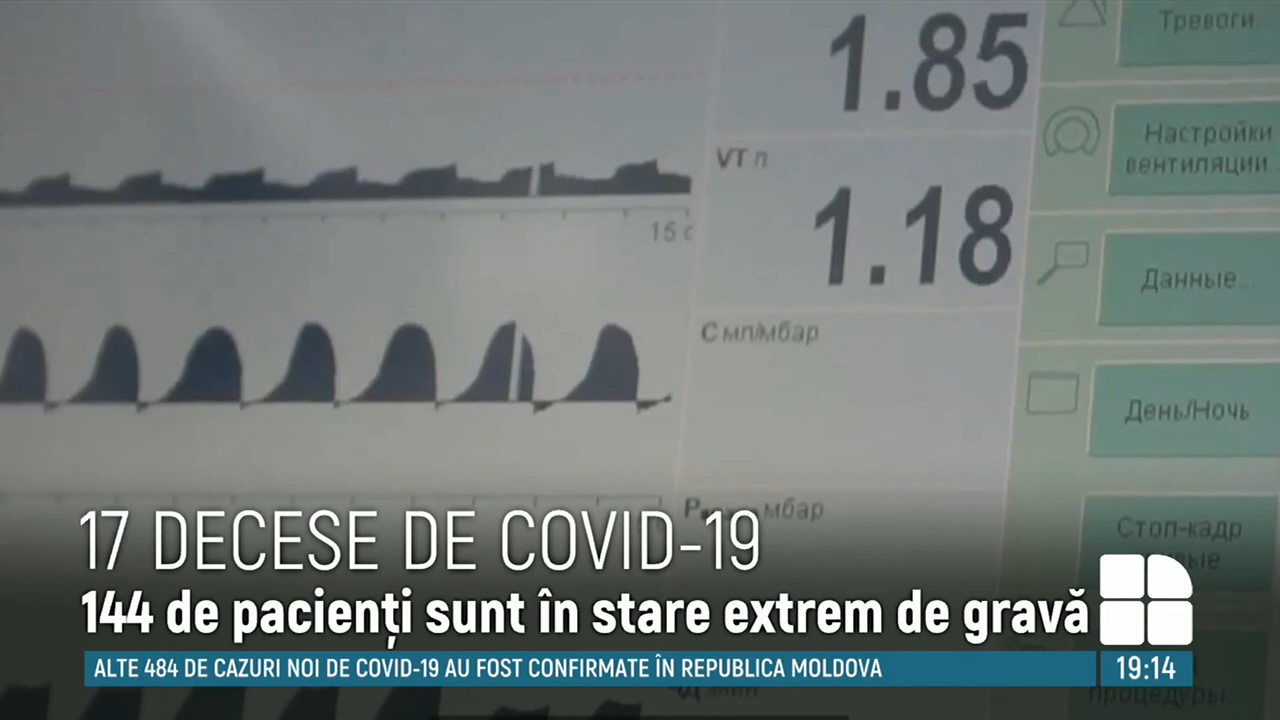 1.85
Тревоги...
VT л
1.18
Настройки
вентиляции...
15 с
Данные...
C мл/мбар
День/Ночь
мбар
Стоп-кадр
17 DECESE DE COVID-19
144 de pacienți sunt în stare extrem de gravă
ALTE 484 DE CAZURI NOI DE COVID-19 AU FOST CONFIRMATE ÎN REPUBLICA MOLDOVA
19:14
процедуры...